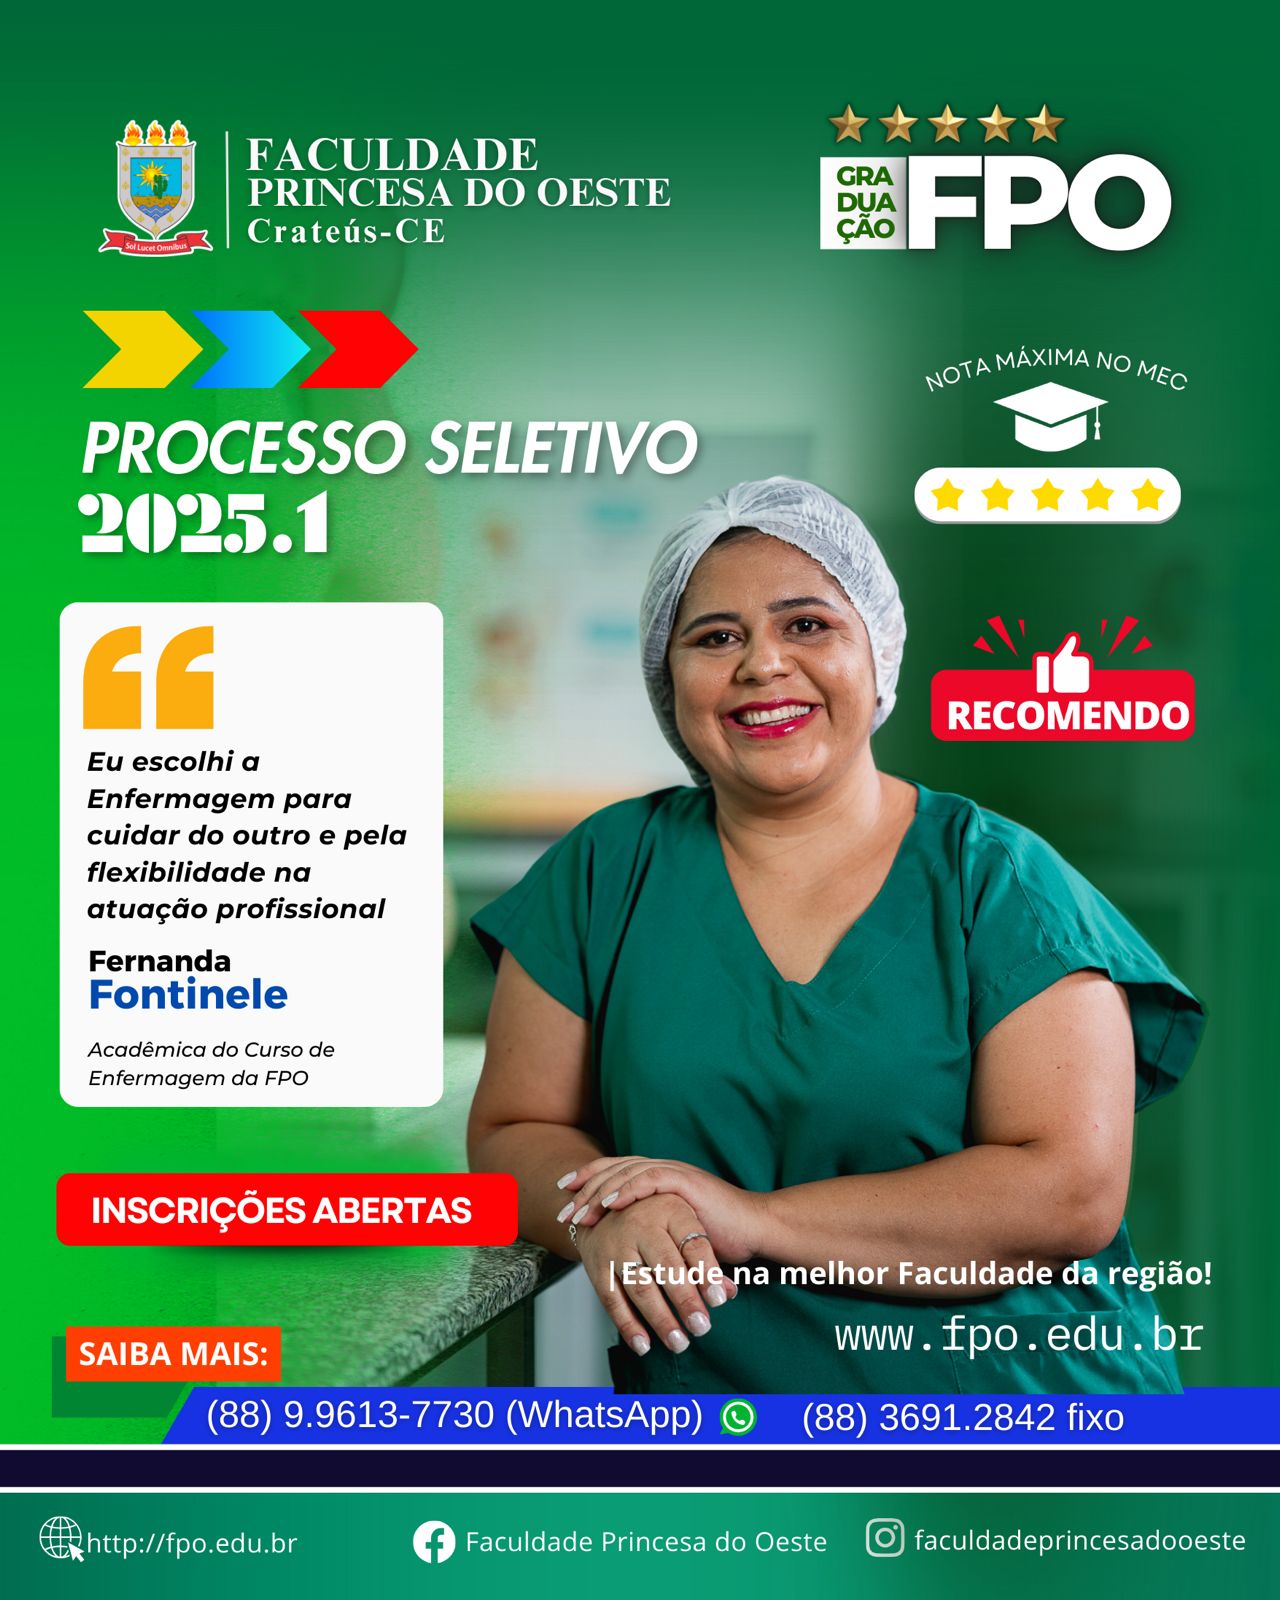 FACULDADE
PRINCESA DO OESTE
Crateús-CE
Sol Lucet Omnibus
GRA
DUA
ÇÃO
FPO
NOTA MÁXIMA NO MEC
PROCESSO SELETIVO
2025.1
RECOMENDO
Eu escolhi a
Enfermagem para
cuidar do outro e pela
flexibilidade na
atuação profissional
Fernanda
Fontinele
Acadêmica do Curso de
Enfermagem da FPO
INSCRIÇÕES ABERTAS
|Estude na melhor Faculdade da região!
www.fpo.edu.br
SAIBA MAIS:
(88) 9.9613-7730 (WhatsApp)
(88) 3691.2842 fixo
http://fpo.edu.br
Faculdade Princesa do Oeste
faculdadeprincesadooeste